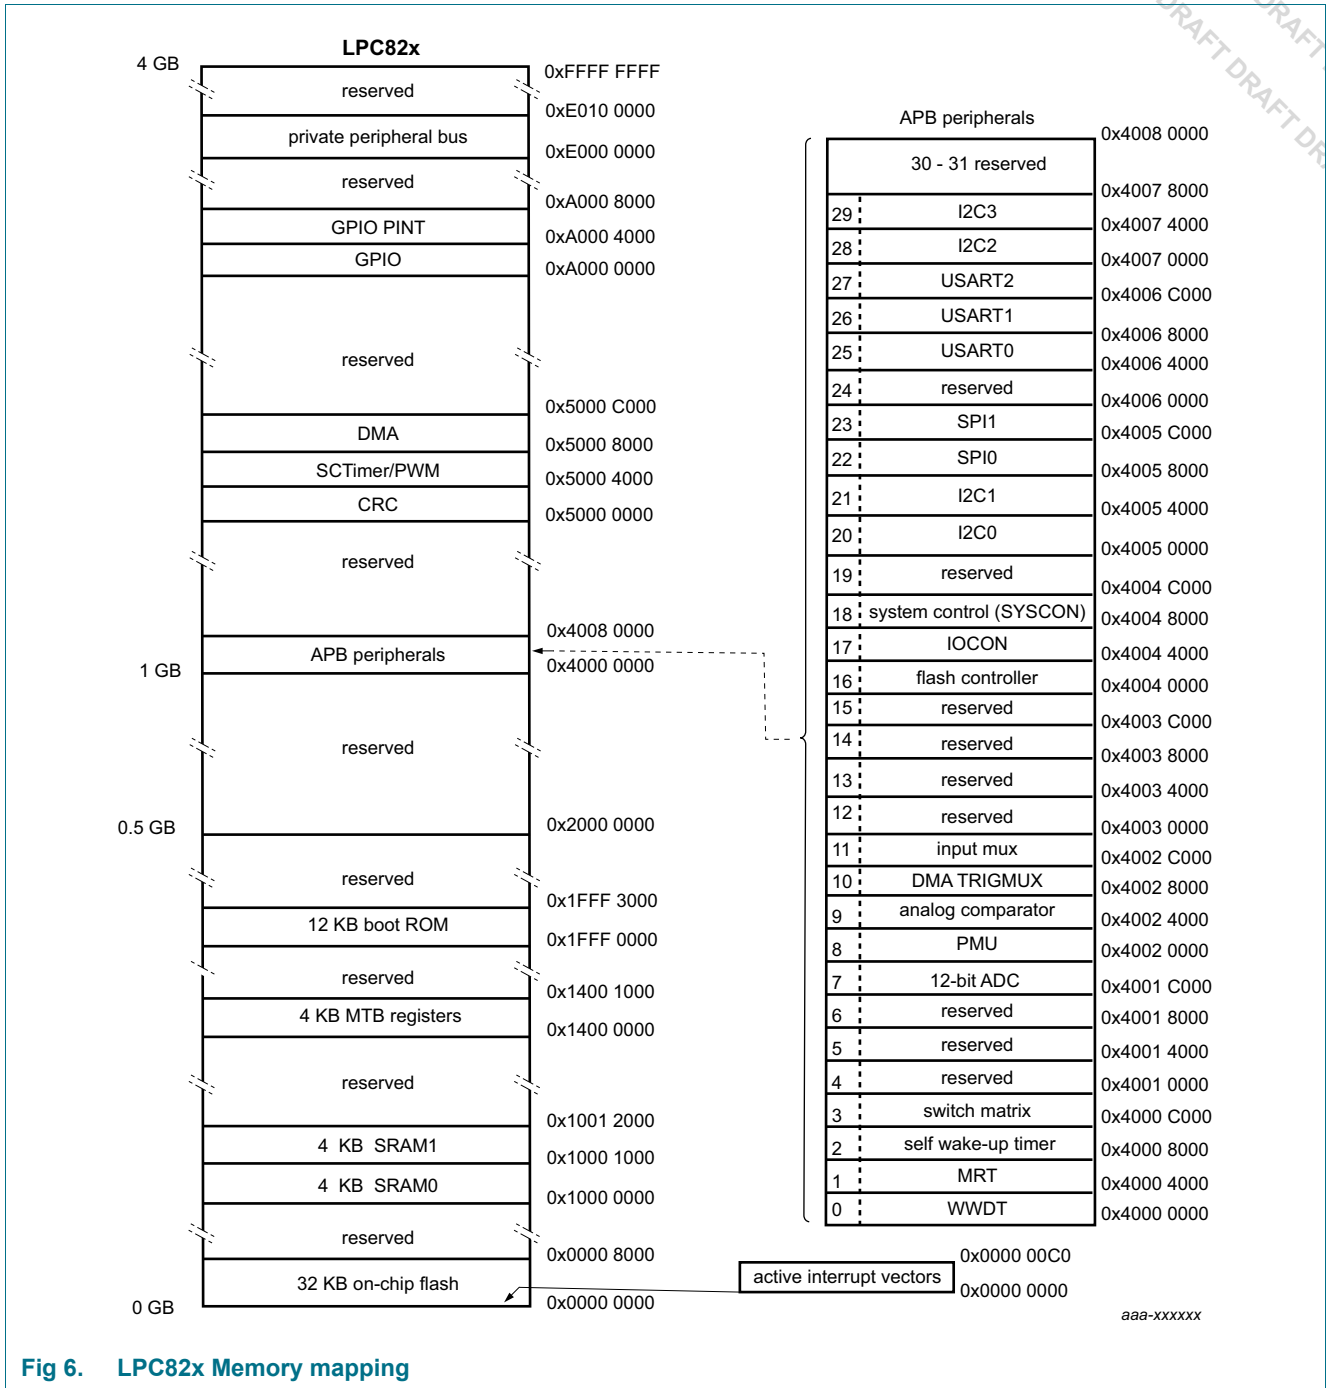 DRAFT DRAFT DRAFT
DRAFT DRA
LPC82x
4 GB
0xFFFF FFFF
reserved
0xE010 0000
private peripheral bus
0xE000 0000
reserved
0xA000 8000
GPIO PINT
0xA000 4000
GPIO
0xA000 0000
reserved
0x5000 C000
DMA
0x5000 8000
SCTimer/PWM
0x5000 4000
CRC
0x5000 0000
reserved
0x4008 0000
APB peripherals
1 GB
0x4000 0000
reserved
0.5 GB
0x2000 0000
reserved
0x1FFF 3000
12 KB boot ROM
0x1FFF 0000
reserved
0x1400 1000
4 KB MTB registers
0x1400 0000
reserved
0x1001 2000
4 KB SRAM1
0x1000 1000
4 KB SRAM0
0x1000 0000
reserved
0x0000 8000
32 KB on-chip flash
0 GB
0x0000 0000
APB peripherals
0x4008 0000
30 - 31 reserved
0x4007 8000
29 I2C3
0x4007 4000
28 I2C2
0x4007 0000
27 USART2
0x4006 C000
26 USART1
0x4006 8000
25 USART0
0x4006 4000
24 reserved
0x4006 0000
23 SPI1
0x4005 C000
22 SPI0
0x4005 8000
21 I2C1
0x4005 4000
20 I2C0
0x4005 0000
19 reserved
0x4004 C000
18 system control (SYSCON)
0x4004 8000
17 IOCON
0x4004 4000
16 flash controller
0x4004 0000
15 reserved
0x4003 C000
14 reserved
0x4003 8000
13 reserved
0x4003 4000
12 reserved
0x4003 0000
11 input mux
0x4002 C000
10 DMA TRIGMUX
0x4002 8000
9 analog comparator
0x4002 4000
8 PMU
0x4002 0000
7 12-bit ADC
0x4001 C000
6 reserved
0x4001 8000
5 reserved
0x4001 4000
4 reserved
0x4001 0000
3 switch matrix
0x4000 C000
2 self wake-up timer
0x4000 8000
1 MRT
0x4000 4000
0 WWDT
0x4000 0000
0x0000 00C0
active interrupt vectors
0x0000 0000
aaa-xxxxxx
Fig 6. LPC82x Memory mapping